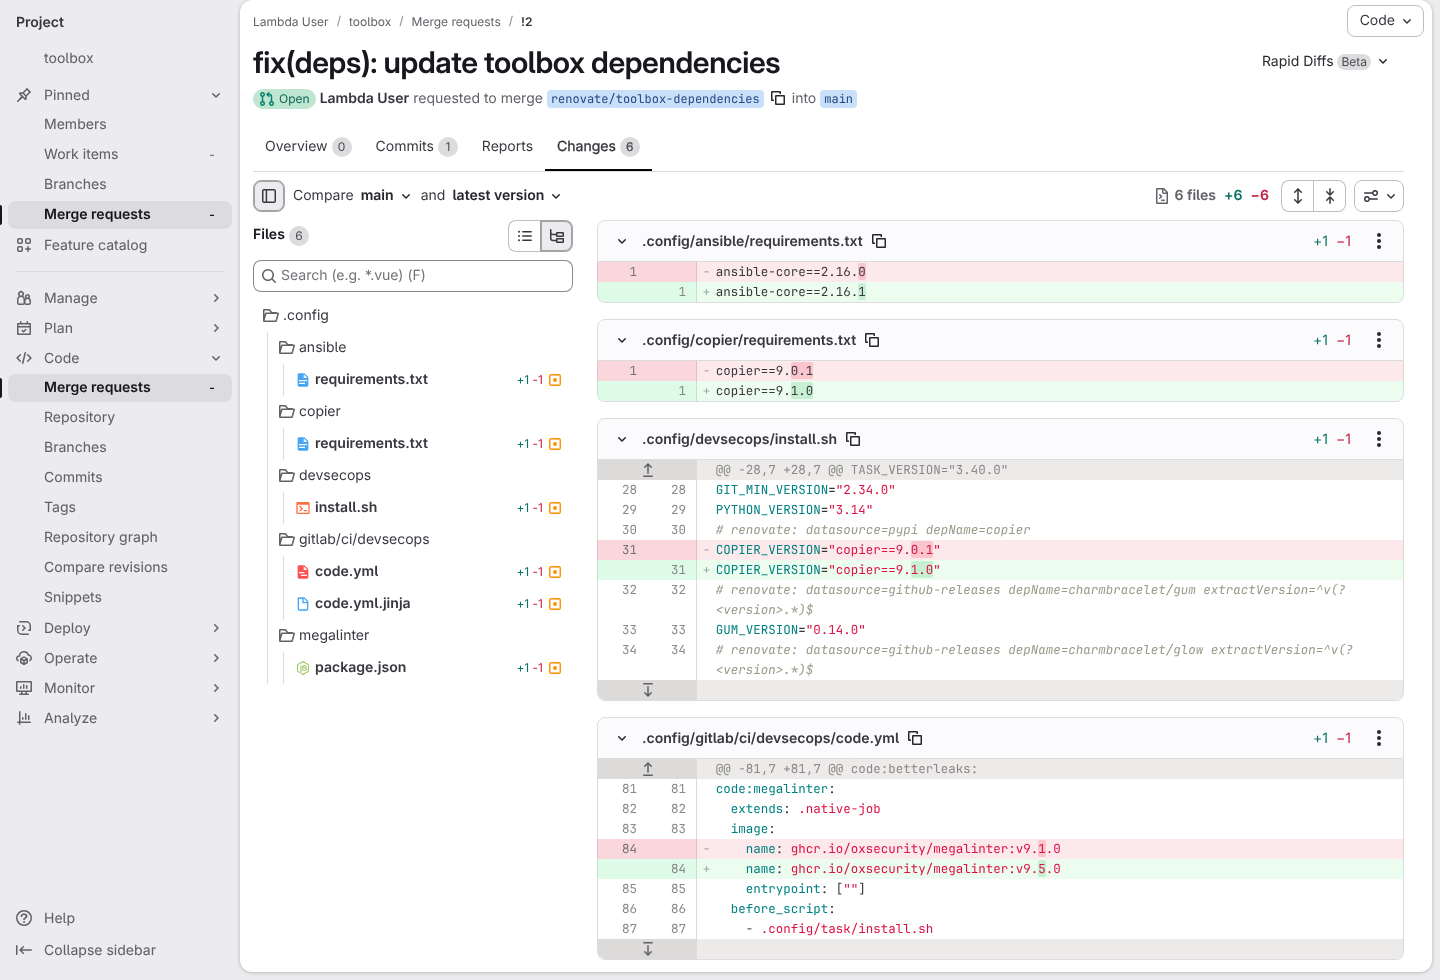 Project
toolbox
Pinned
Members
Work items -
Branches
Merge requests -
Feature catalog
Manage
Plan
Code
Merge requests -
Repository
Branches
Commits
Tags
Repository graph
Compare revisions
Snippets
Deploy
Operate
Monitor
Analyze
Help
Collapse sidebar
Lambda User / toolbox / Merge requests / !2
Code
fix(deps): update toolbox dependencies
Rapid Diffs Beta
Open Lambda User requested to merge renovate/toolbox-dependencies into main
Overview 0 Commits 1 Reports Changes 6
Compare main and latest version
6 files +6 −6
Files 6
Search (e.g. *.vue) (F)
.config
ansible
requirements.txt +1 -1
copier
requirements.txt +1 -1
devsecops
install.sh +1 -1
gitlab/ci/devsecops
code.yml +1 -1
code.yml.jinja +1 -1
megalinter
package.json +1 -1
.config/ansible/requirements.txt +1 −1
1 - ansible-core==2.16.0
1 + ansible-core==2.16.1
.config/copier/requirements.txt +1 −1
1 - copier==9.0.1
1 + copier==9.1.0
.config/devsecops/install.sh +1 −1
@@ -28,7 +28,7 @@ TASK_VERSION="3.40.0"
28 28 GIT_MIN_VERSION="2.34.0"
29 29 PYTHON_VERSION="3.14"
30 30 # renovate: datasource=pypi depName=copier
31 - COPIER_VERSION="copier==9.0.1"
31 + COPIER_VERSION="copier==9.1.0"
32 32 # renovate: datasource=github-releases depName=charmbracelet/gum extractVersion=^v(?
<version>.*)$
33 33 GUM_VERSION="0.14.0"
34 34 # renovate: datasource=github-releases depName=charmbracelet/glow extractVersion=^v(?
<version>.*)$
.config/gitlab/ci/devsecops/code.yml +1 −1
@@ -81,7 +81,7 @@ code:betterleaks:
81 81 code:megalinter:
82 82 extends: .native-job
83 83 image:
84 - name: ghcr.io/oxsecurity/megalinter:v9.1.0
84 + name: ghcr.io/oxsecurity/megalinter:v9.5.0
85 85 entrypoint: [""]
86 86 before_script:
87 87 - .config/task/install.sh